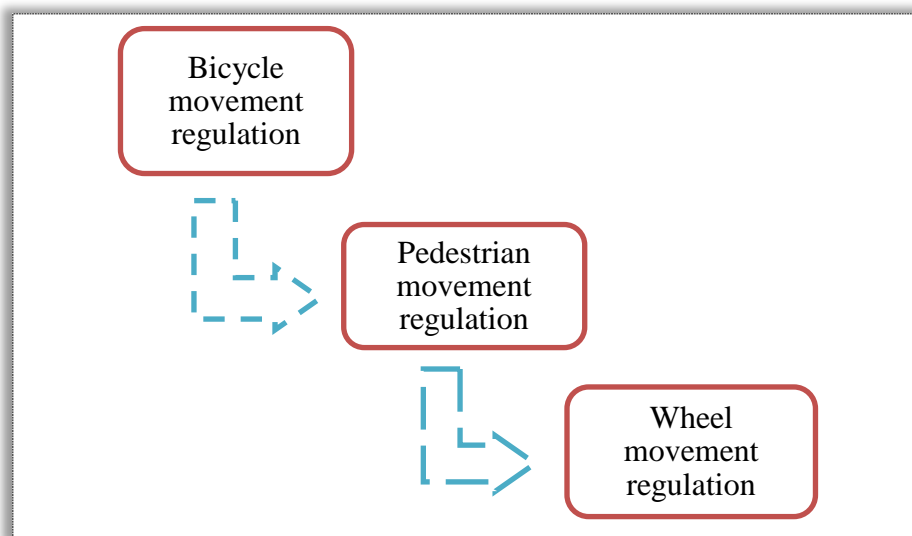 Bicycle
movement
regulation
Pedestrian
movement
regulation
Wheel
movement
regulation